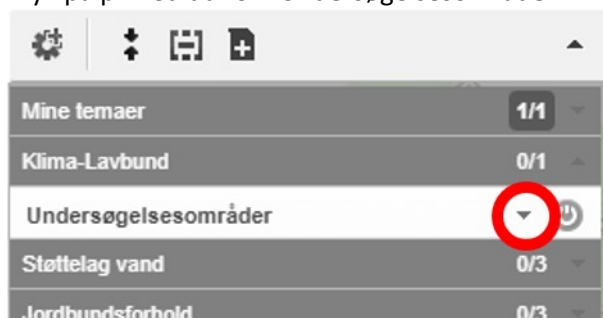 Mine temaer 1/1
Klima-Lavbund 0/1
Undersøgelsesområder
Støttelag vand 0/3
Jordbundsforhold 0/3